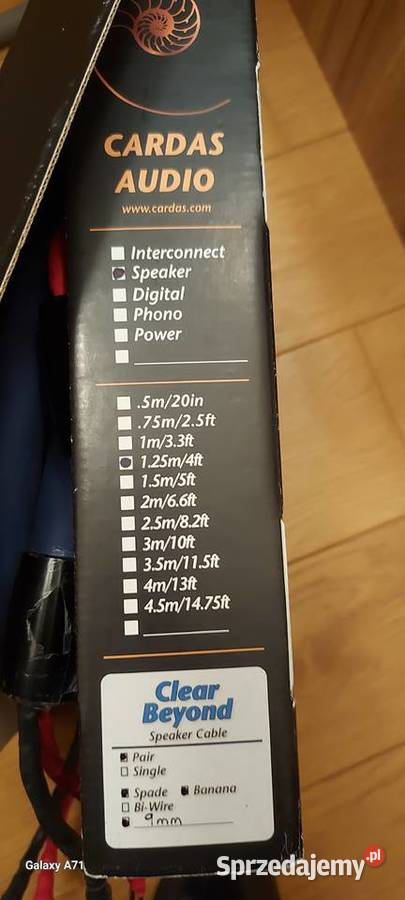 CARDAS
AUDIO
www.cardas.com
Interconnect
Speaker
Digital
Phono
Power
.5m/20in
.75m/2.5ft
1m/3.3ft
1.25m/4ft
1.5m/5ft
2m/6.6ft
2.5m/8.2ft
3m/10ft
3.5m/11.5ft
4m/13ft
4.5m/14.75ft
Clear
Beyond
Speaker Cable
Pair
Single
Spade Banana
Bi-Wire
9mm
Galaxy A71
Sprzedajemy.pl